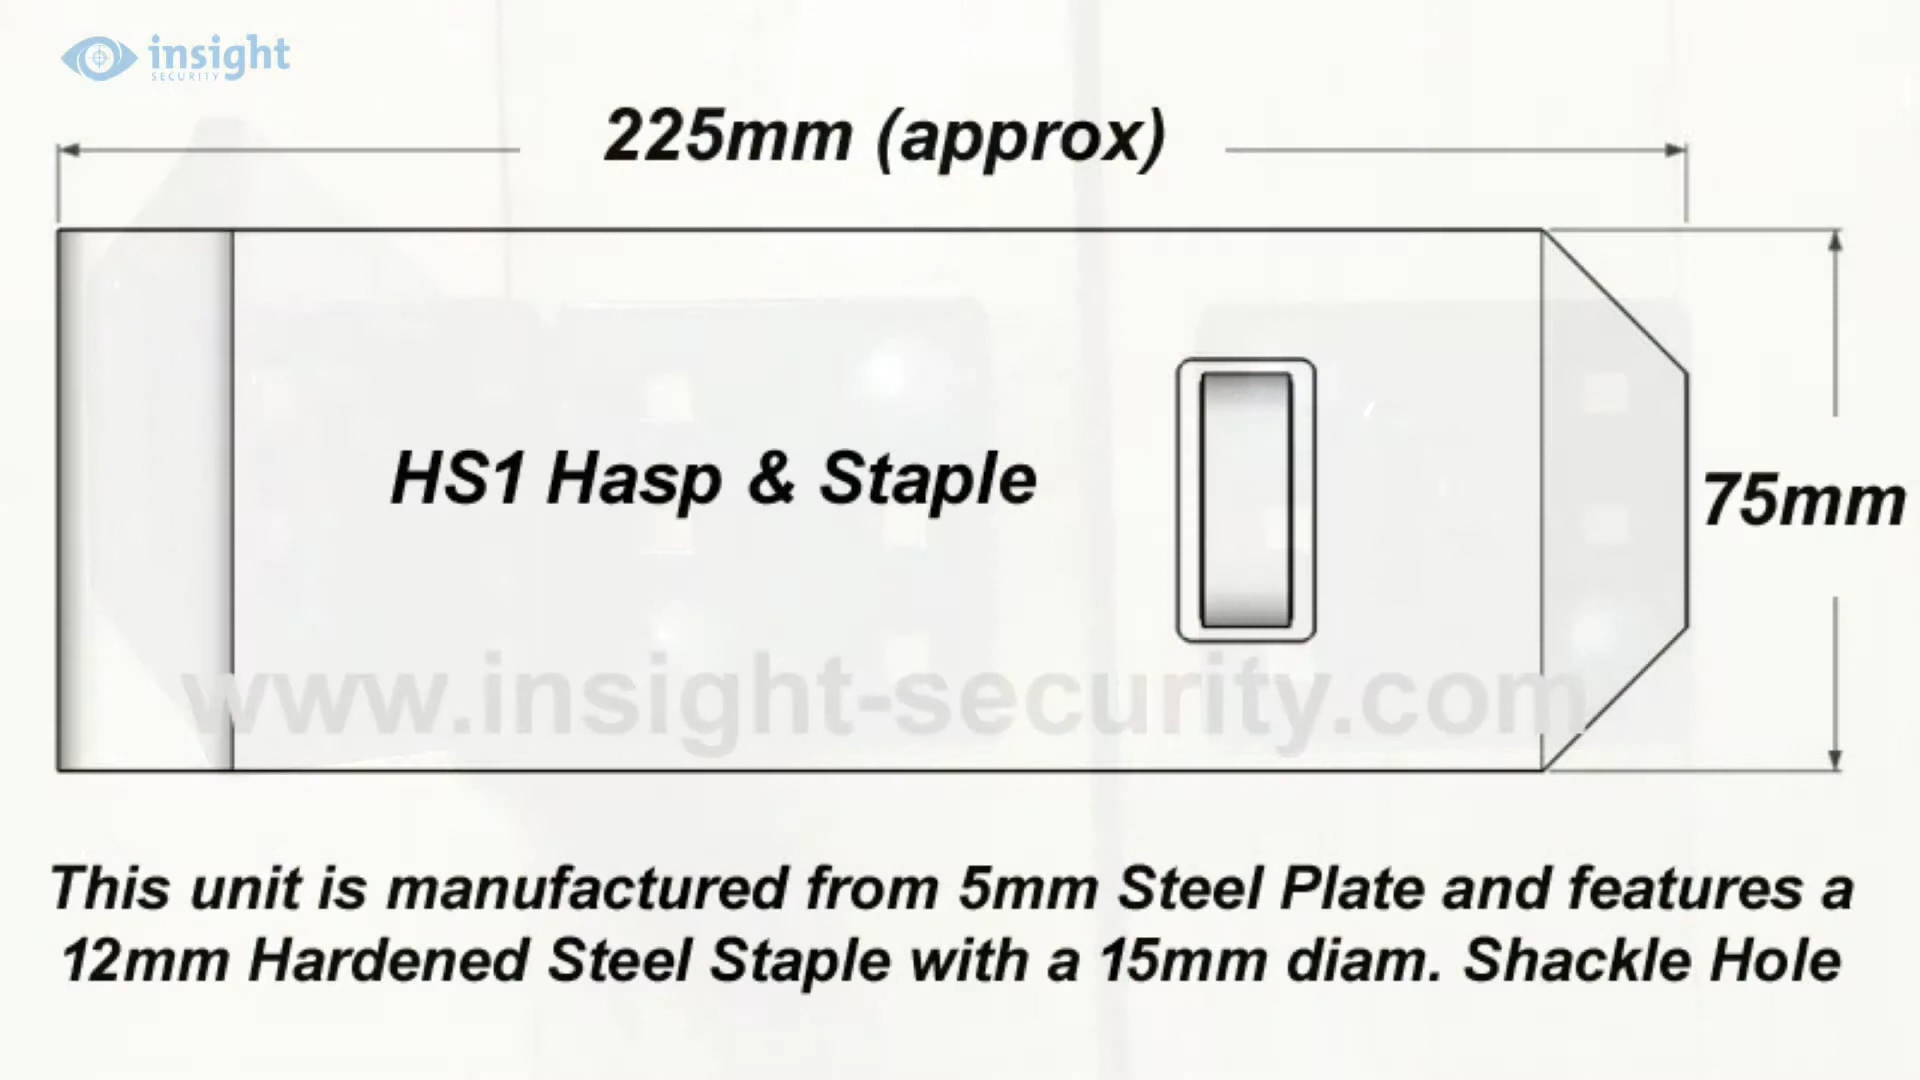 insight
SECURITY
225mm (approx)
HS1 Hasp & Staple
75mm
www.insight-security.com
This unit is manufactured from 5mm Steel Plate and features a
12mm Hardened Steel Staple with a 15mm diam. Shackle Hole